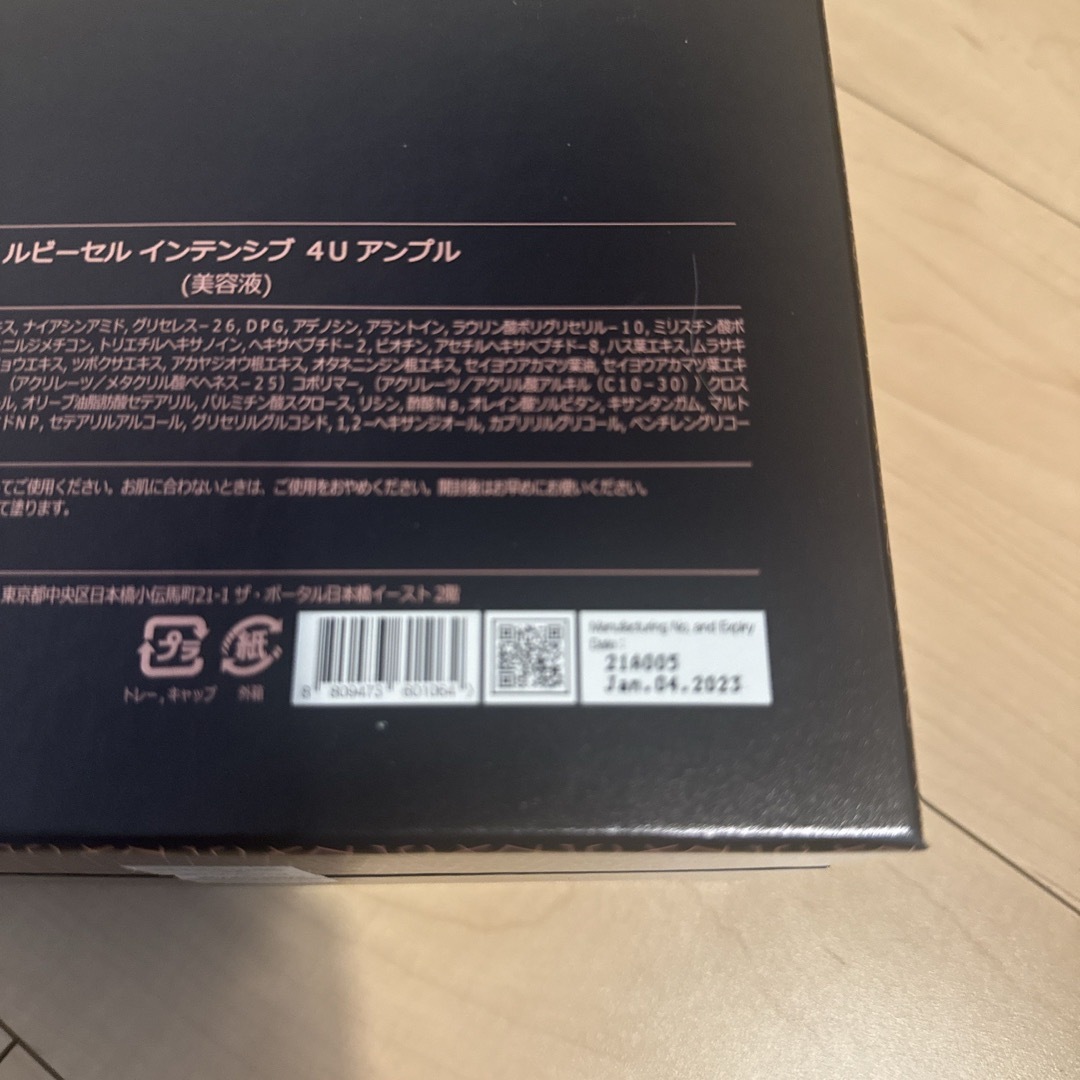 ルビーセル インテンシブ 4U アンプル
(美容液)
ス, ナイアシンアミド, グリセレス-26, DPG, アデノシン, アラントイン, ラウリン酸ポリグリセリル-10, ミリスチン酸ポ
ニルジメチコン, トリエチルヘキサノイン, ヘキサペプチド-2, ビオチン, アセチルヘキサペプチド-8, ハス葉エキス, ムラサキ
ョウエキス, ツボクサエキス, アカヤジオウ根エキス, オタネニンジン根エキス, セイヨウアカマツ葉油, セイヨウアカマツ葉エキ
(アクリレーツ/メタクリル酸ベヘネス-25) コポリマー, (アクリレーツ/アクリル酸アルキル(C10-30)) クロス
ル, オリーブ油脂肪酸セテアリル, パルミチン酸スクロース, リシン, 酢酸Na, オレイン酸ソルビタン, キサンタンガム, マルト
ドNP, セテアリルアルコール, グリセリルグルコシド, 1,2-ヘキサンジオール, カプリリルグリコール, ペンチレングリコー
てご使用ください。お肌に合わないときは、ご使用をおやめください。開封後はお早めにお使いください。
て塗ります。
東京都中央区日本橋小伝馬町21-1 ザ・ポータル日本橋イースト 2階
プラ 紙
トレー, キャップ 外箱
8 809473 601064
Manufacturing No. and Expiry
Date :
21A005
Jan.04.2023